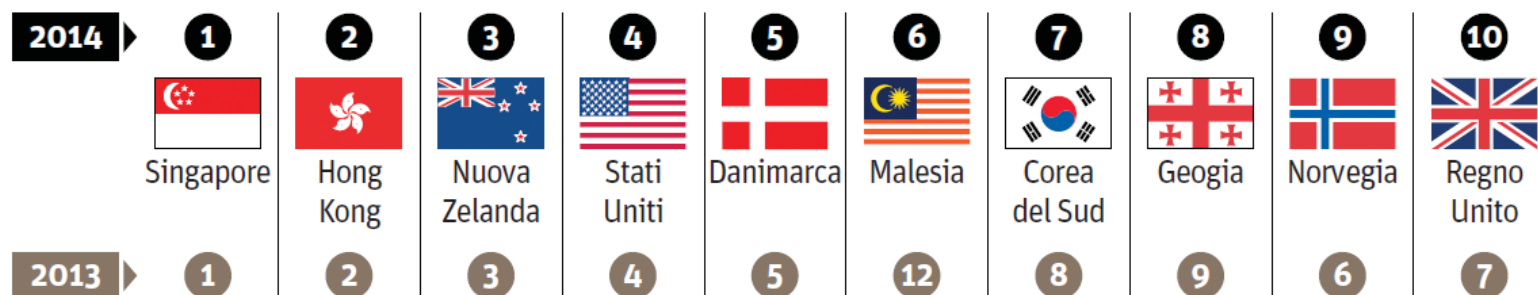 2014 1 2 3 4 5 6 7 8 9 10
Singapore Hong Nuova Stati Danimarca Malesia Corea Geogia Norvegia Regno
Kong Zelanda Uniti del Sud Unito
2013 1 2 3 4 5 12 8 9 6 7